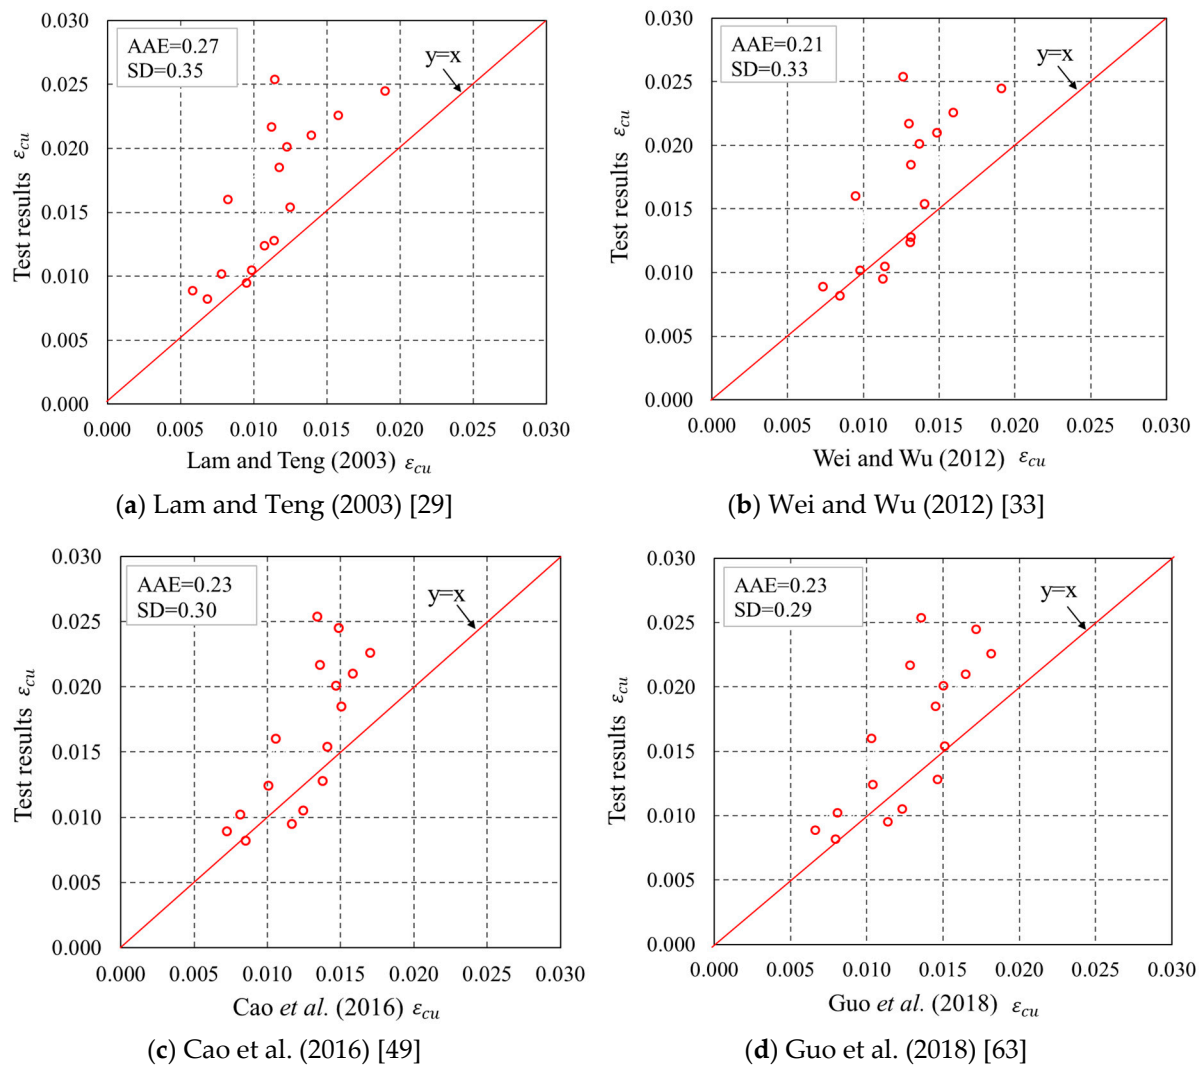 AAE=0.27
SD=0.35
y=x
0.030
0.025
0.020
0.015
0.010
0.005
0.000
Test results εcu
0.000 0.005 0.010 0.015 0.020 0.025 0.030
Lam and Teng (2003) εcu
(a) Lam and Teng (2003) [29]
AAE=0.21
SD=0.33
y=x
0.030
0.025
0.020
0.015
0.010
0.005
0.000
Test results εcu
0.000 0.005 0.010 0.015 0.020 0.025 0.030
Wei and Wu (2012) εcu
(b) Wei and Wu (2012) [33]
AAE=0.23
SD=0.30
y=x
0.030
0.025
0.020
0.015
0.010
0.005
0.000
Test results εcu
0.000 0.005 0.010 0.015 0.020 0.025 0.030
Cao et al. (2016) εcu
(c) Cao et al. (2016) [49]
AAE=0.23
SD=0.29
y=x
0.030
0.025
0.020
0.015
0.010
0.005
0.000
Test results εcu
0.000 0.005 0.010 0.015 0.020 0.025 0.030
Guo et al. (2018) εcu
(d) Guo et al. (2018) [63]